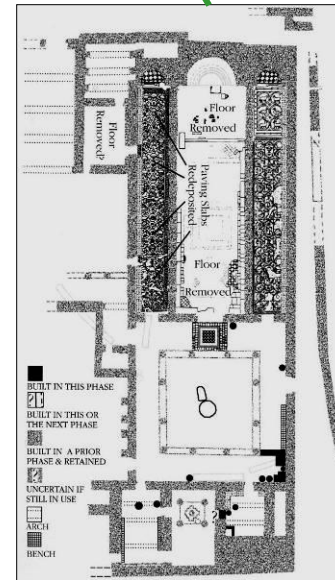 Floor
Removed
Floor
Removed?
Paving Slabs
Redeposited
Floor
Removed
BUILT IN THIS PHASE
BUILT IN THIS OR
THE NEXT PHASE
BUILT IN A PRIOR
PHASE & RETAINED
UNCERTAIN IF
STILL IN USE
ARCH
BENCH
?